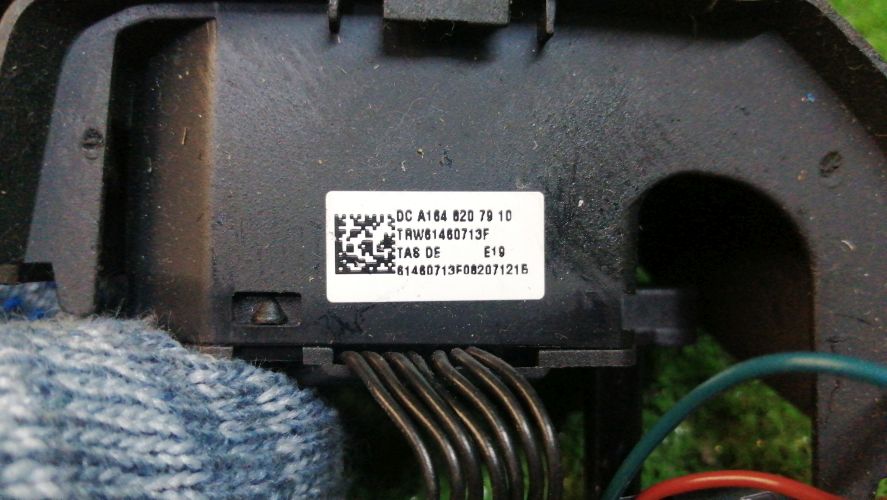 DC A164 820 79 10
TRW61460713F
TAS DE E19
61460713F082071215